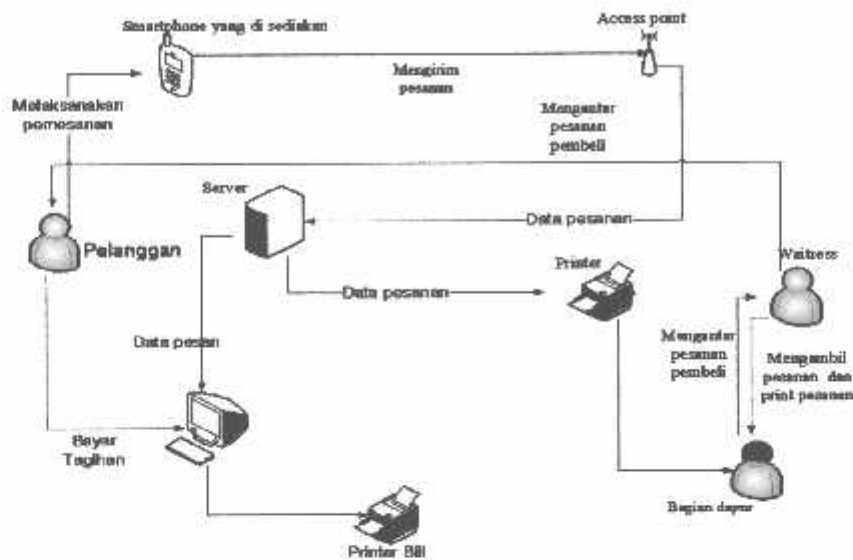 Smartphone yang di sediakan
Access point
Mengirim
pesanan
Melaksanakan
pemesanan
Mengantar
pesanan
pembeli
Server
Data pesanan
Pelanggan
Waitress
Printer
Data pesanan
Data pesan
Mengantar
pesanan
pembeli
Mengambil
pesanan dan
print pesanan
Bayar
Tagihan
Bagian dapur
Printer Bill